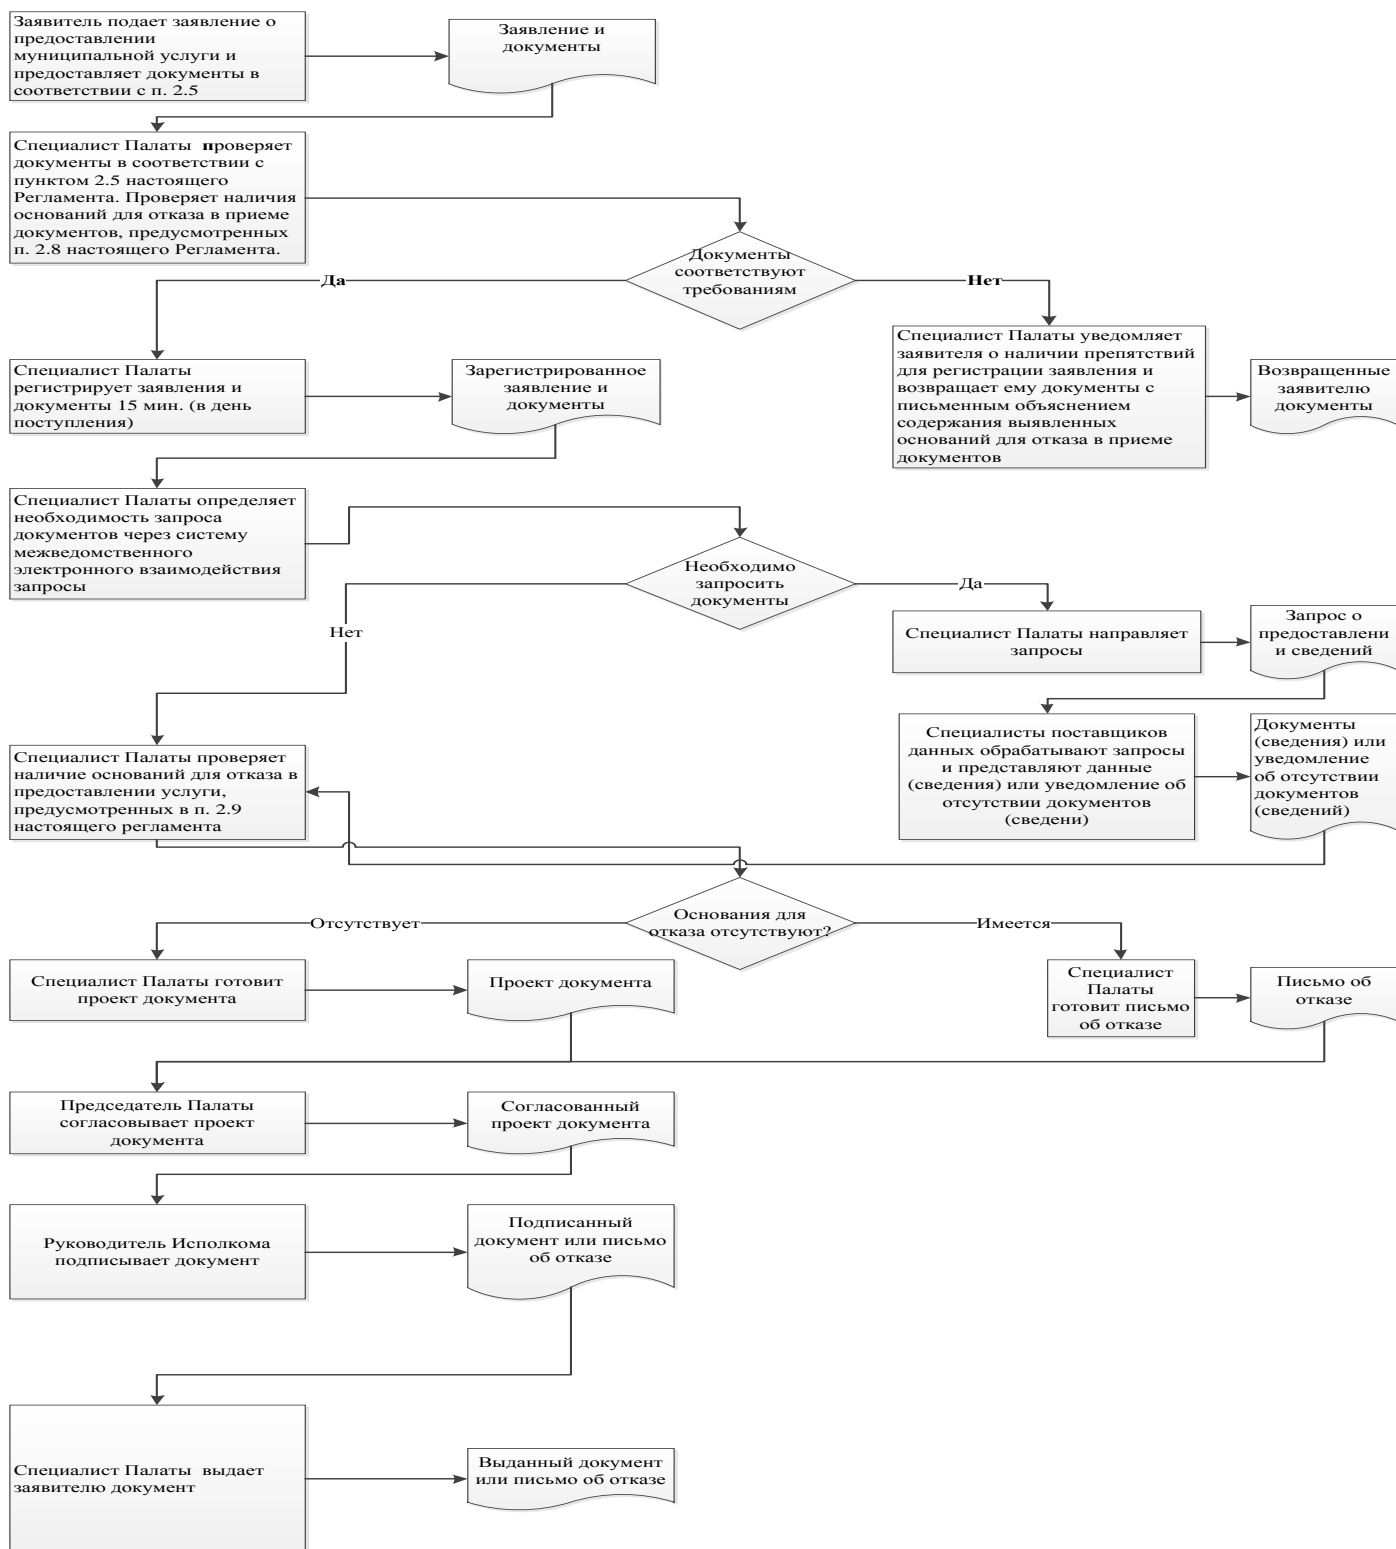 Заявитель подает заявление о
предоставлении
муниципальной услуги и
предоставляет документы в
соответствии с п. 2.5
Заявление и
документы
Специалист Палаты  проверяет
документы в соответствии с
пунктом 2.5 настоящего
Регламента. Проверяет наличия
оснований для отказа в приеме
документов, предусмотренных
п. 2.8 настоящего Регламента.
Документы
соответствуют
требованиям
Да
Нет
Специалист Палаты
регистрирует заявления и
документы 15 мин. (в день
поступления)
Зарегистрированное
заявление и
документы
Специалист Палаты уведомляет
заявителя о наличии препятствий
для регистрации заявления и
возвращает ему документы с
письменным объяснением
содержания выявленных
оснований для отказа в приеме
документов
Возвращенные
заявителю
документы
Специалист Палаты определяет
необходимость запроса
документов через систему
межведомственного
электронного взаимодействия
запросы
Необходимо
запросить
документы
Да
Нет
Специалист Палаты направляет
запросы
Запрос о
предоставлени
и сведений
Специалист Палаты проверяет
наличие оснований для отказа в
предоставлении услуги,
предусмотренных в п. 2.9
настоящего регламента
Специалисты поставщиков
данных обрабатывают запросы
и представляют данные
(сведения) или уведомление об
отсутствии документов
(сведени)
Документы
(сведения) или
уведомление
об отсутствии
документов
(сведений)
Основания для
отказа отсутствуют?
Отсутствует
Имеется
Специалист Палаты готовит
проект документа
Проект документа
Специалист
Палаты
готовит письмо
об отказе
Письмо об
отказе
Председатель Палаты
согласовывает проект
документа
Согласованный
проект документа
Руководитель Исполкома
подписывает документ
Подписанный
документ или письмо
об отказе
Специалист Палаты  выдает
заявителю документ
Выданный документ
или письмо об отказе